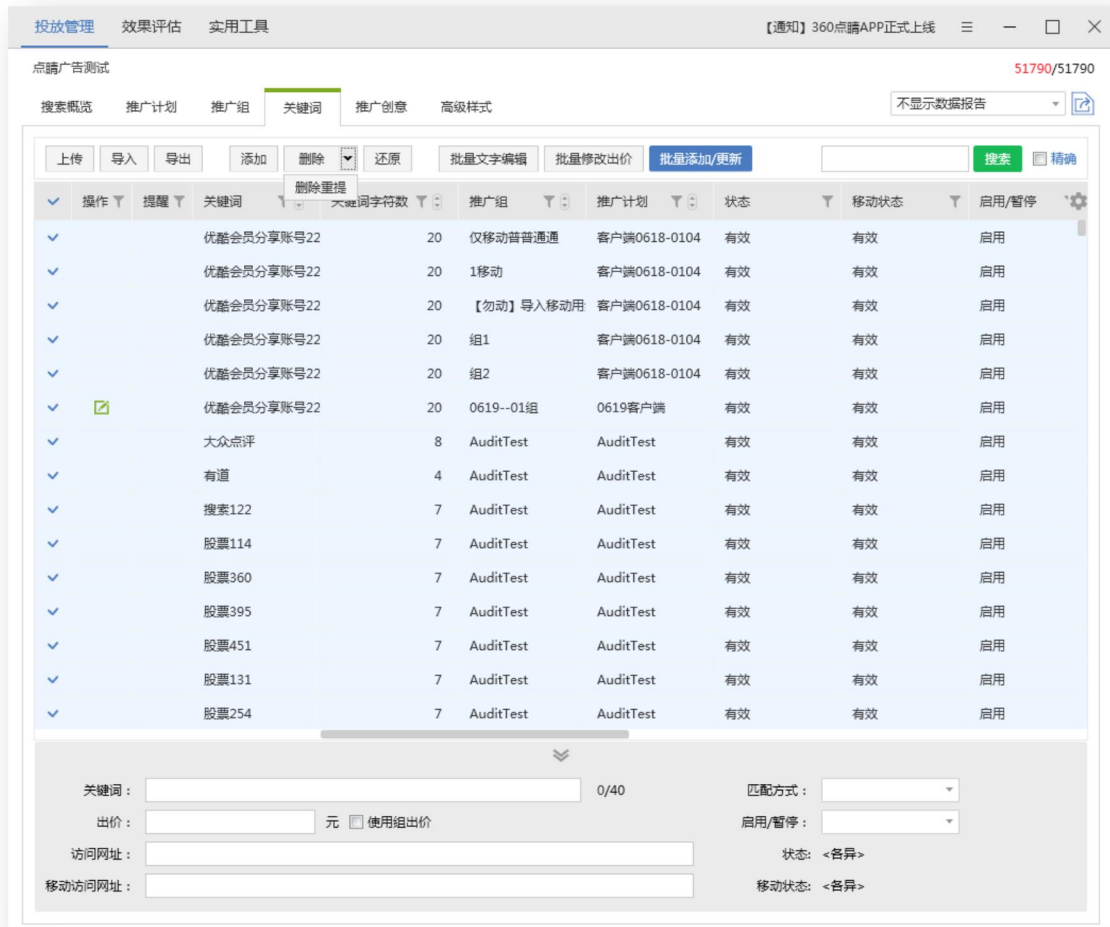 投放管理 效果评估 实用工具 【通知】360点睛APP正式上线
点睛广告测试 51790/51790
搜索概览 推广计划 推广组 关键词 推广创意 高级样式 不显示数据报告
上传 导入 导出 添加 删除 还原 批量文字编辑 批量修改出价 批量添加/更新 搜索 精确
删除重提
操作 提醒 关键词 关键词字符数 推广组 推广计划 状态 移动状态 启用/暂停
优酷会员分享账号22 20 仅移动普普通通 客户端0618-0104 有效 有效 启用
优酷会员分享账号22 20 1移动 客户端0618-0104 有效 有效 启用
优酷会员分享账号22 20 【勿动】导入移动用 客户端0618-0104 有效 有效 启用
优酷会员分享账号22 20 组1 客户端0618-0104 有效 有效 启用
优酷会员分享账号22 20 组2 客户端0618-0104 有效 有效 启用
优酷会员分享账号22 20 0619--01组 0619客户端 有效 有效 启用
大众点评 8 AuditTest AuditTest 有效 有效 启用
有道 4 AuditTest AuditTest 有效 有效 启用
搜索122 7 AuditTest AuditTest 有效 有效 启用
股票114 7 AuditTest AuditTest 有效 有效 启用
股票360 7 AuditTest AuditTest 有效 有效 启用
股票395 7 AuditTest AuditTest 有效 有效 启用
股票451 7 AuditTest AuditTest 有效 有效 启用
股票131 7 AuditTest AuditTest 有效 有效 启用
股票254 7 AuditTest AuditTest 有效 有效 启用
关键词： 0/40 匹配方式：
出价： 元 使用组出价 启用/暂停：
访问网址： 状态: <各异>
移动访问网址： 移动状态: <各异>